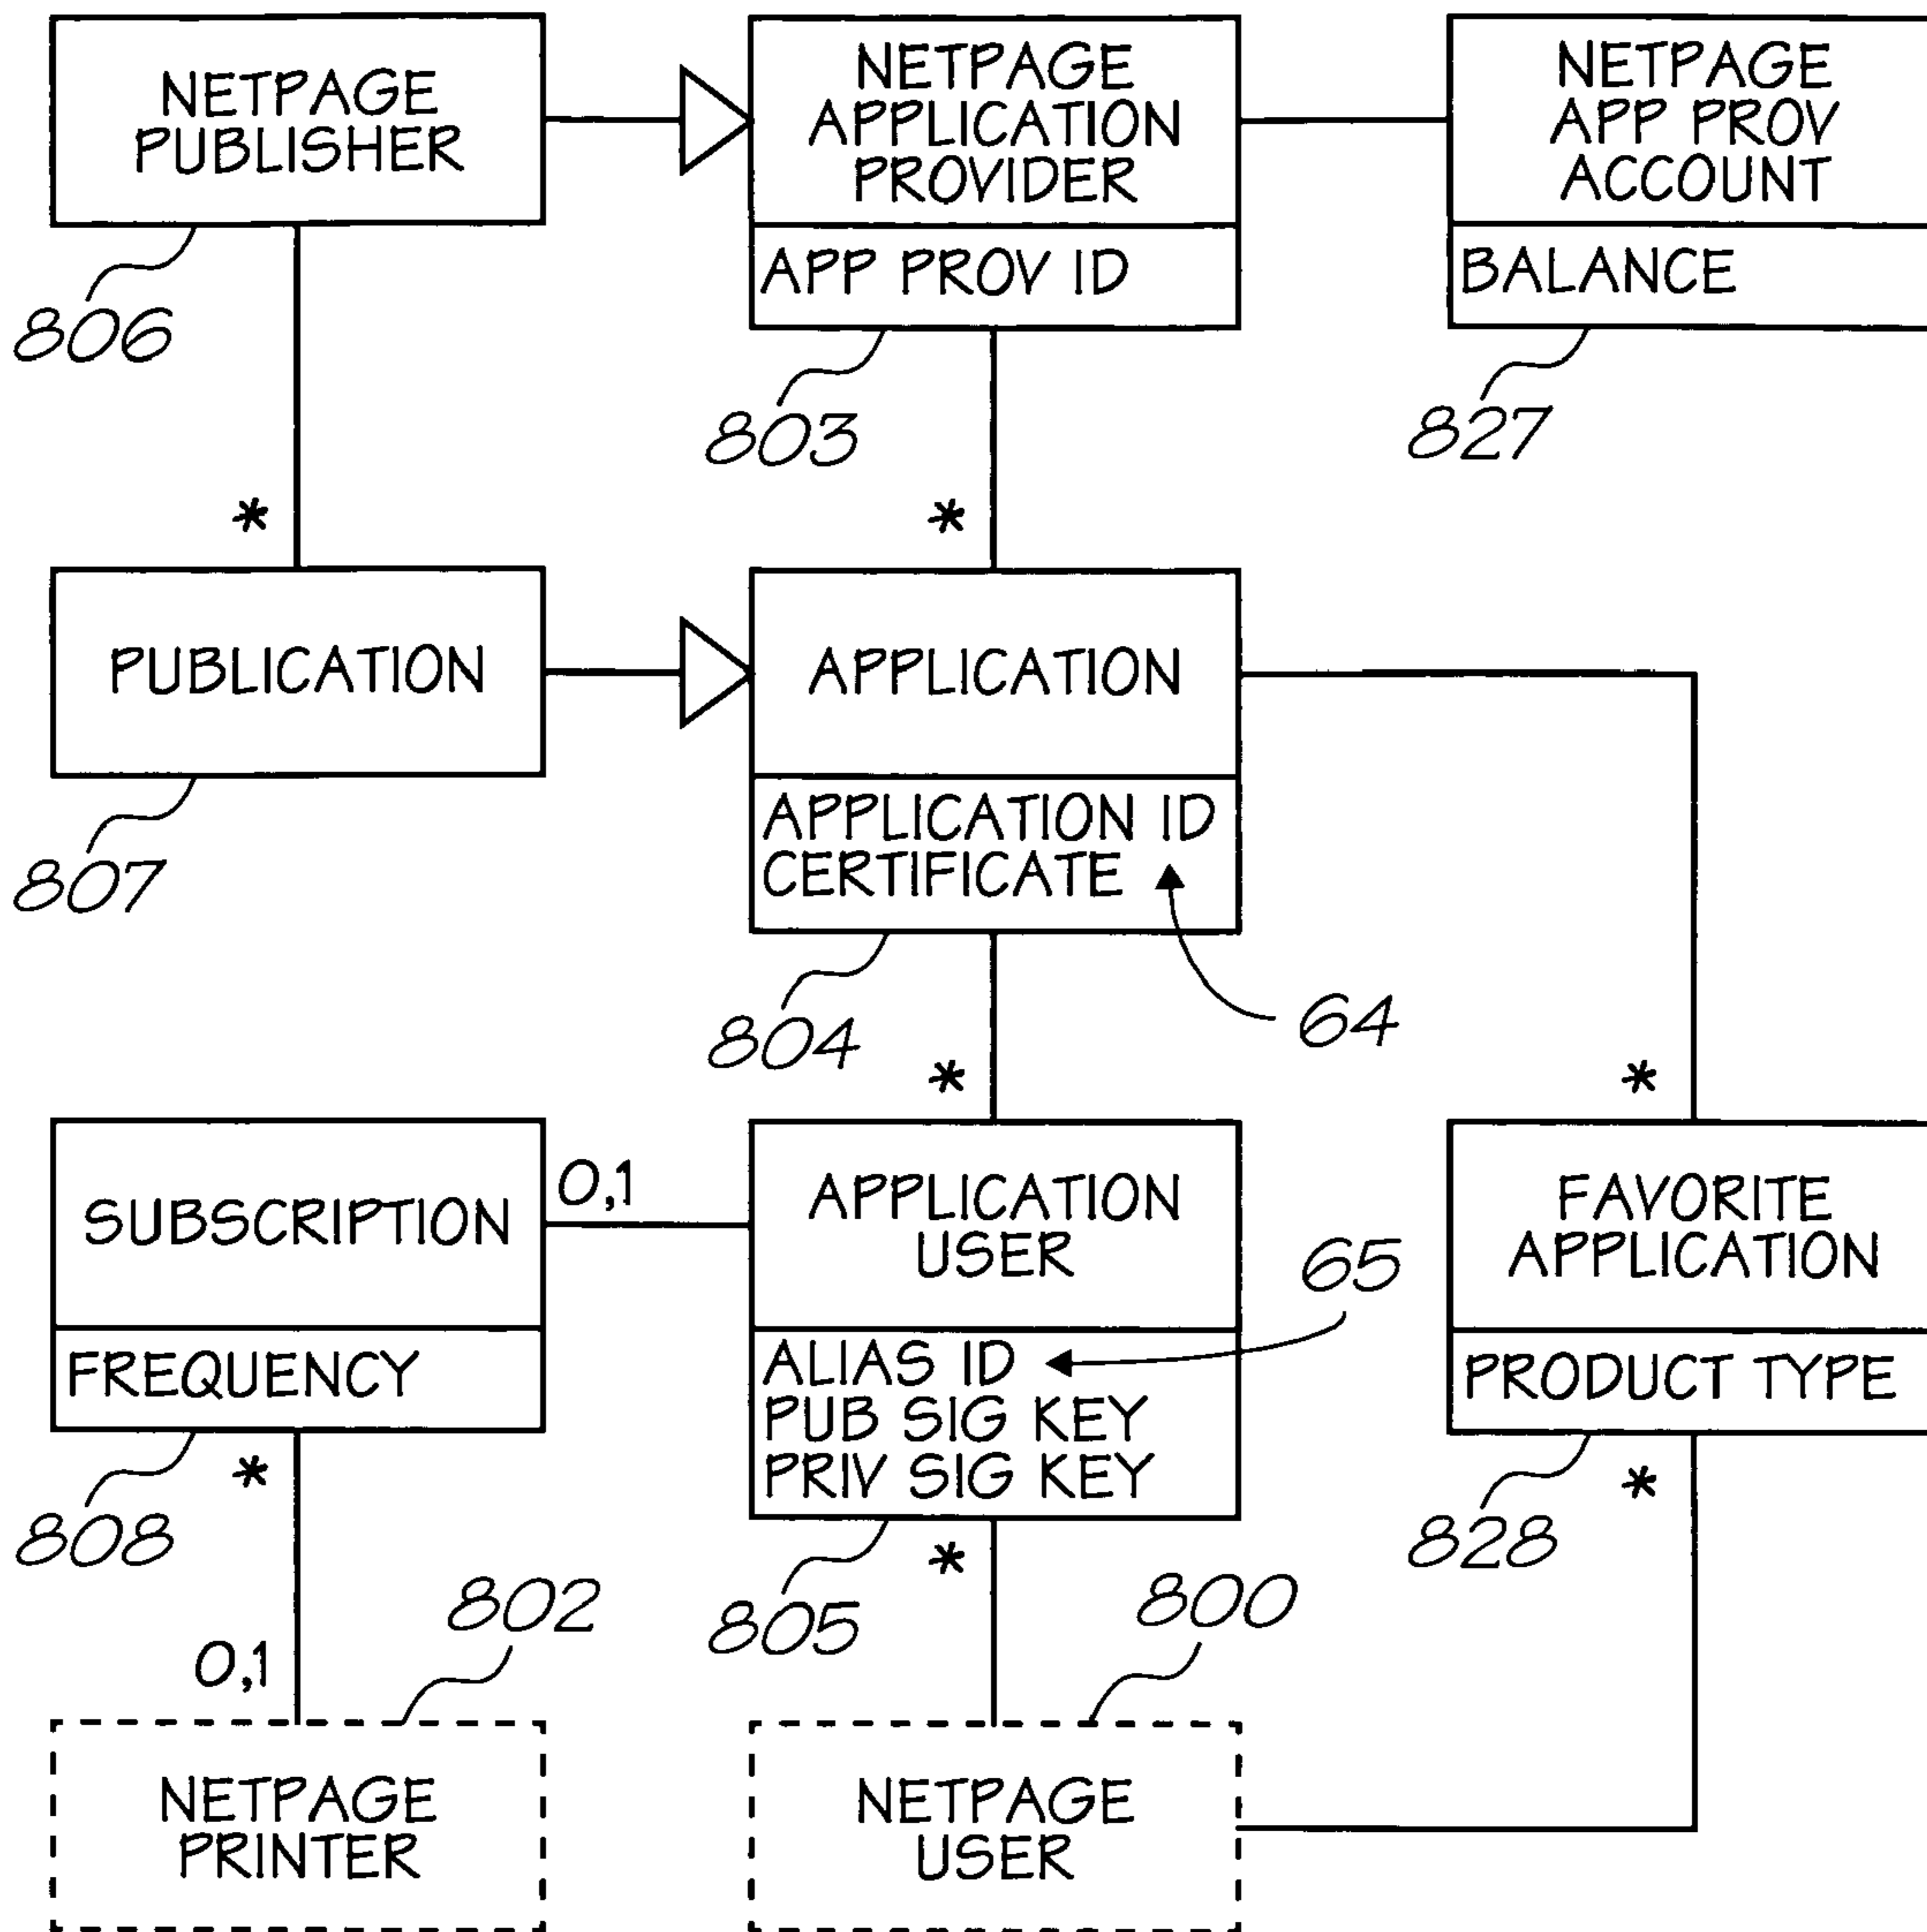 NETPAGE
PUBLISHER
NETPAGE
APPLICATION
PROVIDER
NETPAGE
APP PROV
ACCOUNT
APP PROV ID
BALANCE
806
803
827
*
*
PUBLICATION
APPLICATION
APPLICATION ID
CERTIFICATE
807
804
64
*
*
SUBSCRIPTION
0,1
APPLICATION
USER
FAVORITE
APPLICATION
65
FREQUENCY
ALIAS ID
PUB SIG KEY
PRIV SIG KEY
PRODUCT TYPE
*
*
*
808
805
828
802
800
0,1
NETPAGE
PRINTER
NETPAGE
USER